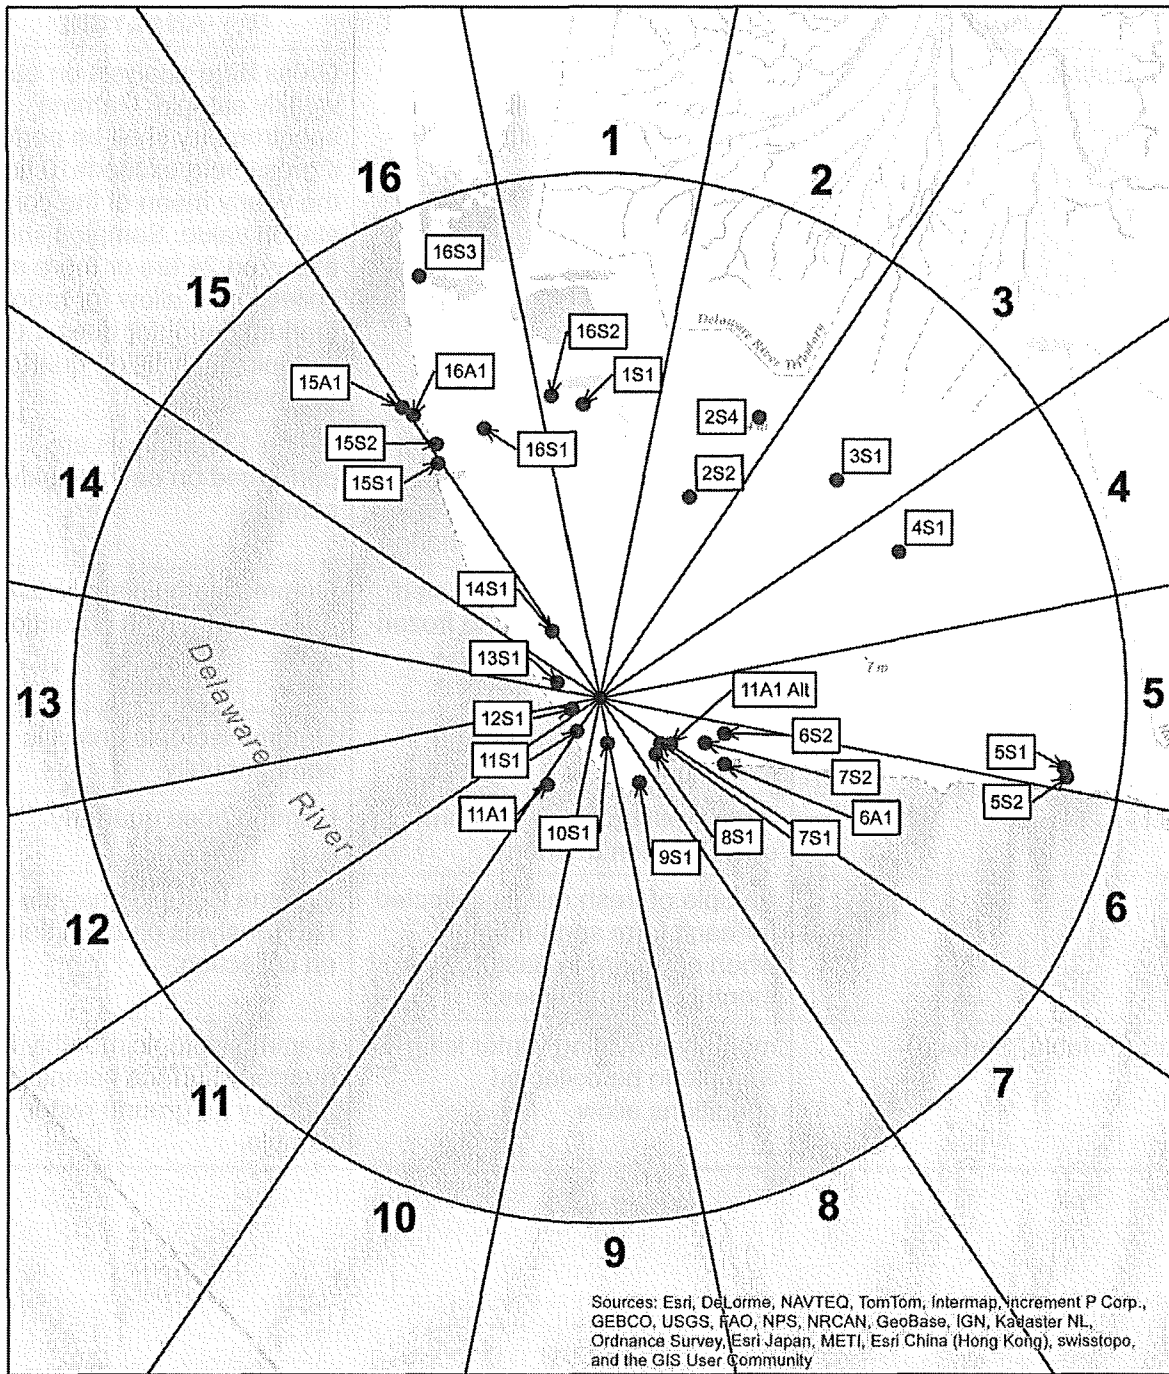 1
16
2
16S3
15
3
Delaware River Tributary
16S2
15A1
16A1
1S1
2S4
15S2
16S1
3S1
15S1
2S2
14
4
4S1
14S1
Delaware
13S1
7 m
11A1 Alt
13
12S1
6S2
5
11S1
5S1
7S2
5S2
11A1
River
10S1
9S1
8S1
7S1
6A1
12
6
11
7
10
9
8
Sources: Esri, DeLorme, NAVTEQ, TomTom, Intermap, increment P Corp.,
GEBCO, USGS, FAO, NPS, NRCAN, GeoBase, IGN, Kadaster NL,
Ordnance Survey, Esri Japan, METI, Esri China (Hong Kong), swisstopo,
and the GIS User Community